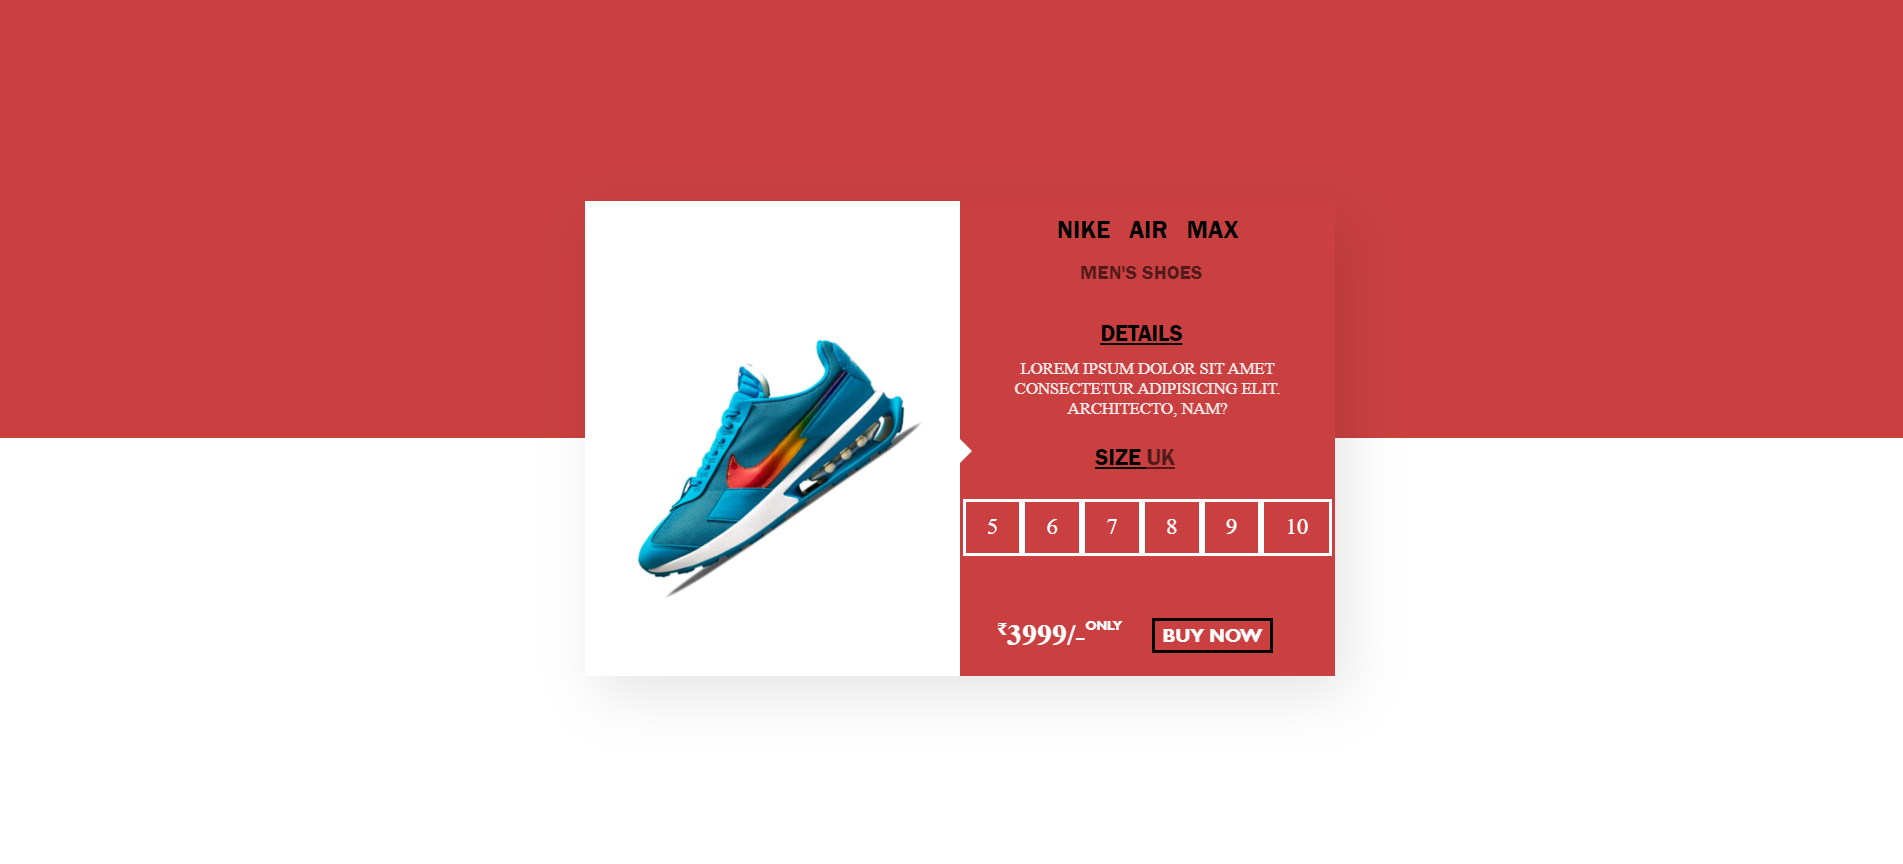 NIKE AIR MAX
MEN'S SHOES
DETAILS
LOREM IPSUM DOLOR SIT AMET
CONSECTETUR ADIPISICING ELIT.
ARCHITECTO, NAM?
SIZE UK
5 6 7 8 9 10
₹3999/- ONLY BUY NOW